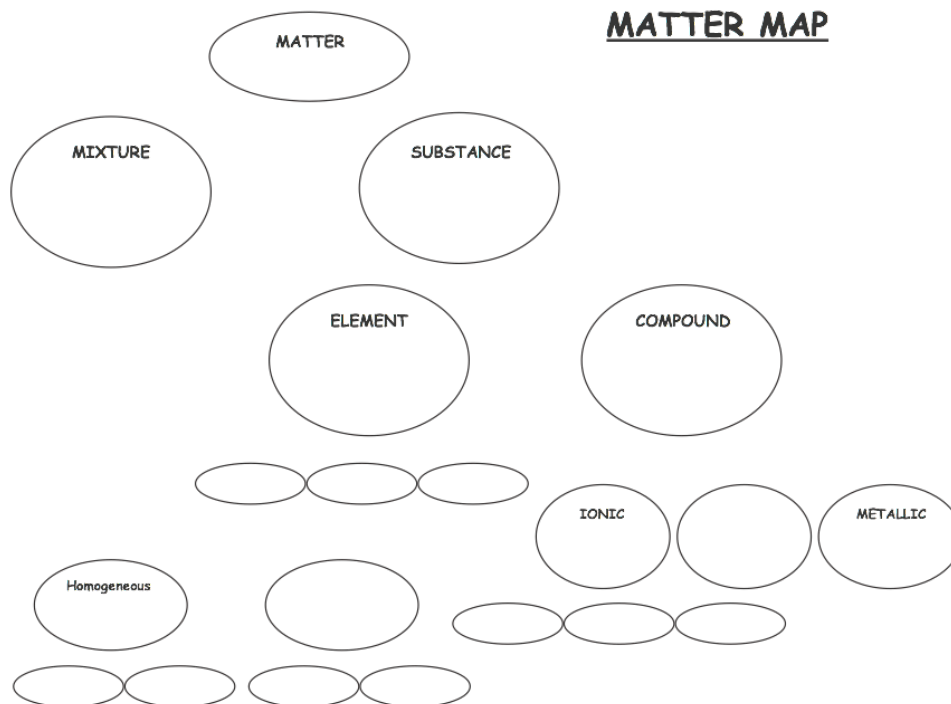 MATTER MAP
MATTER
MIXTURE
SUBSTANCE
ELEMENT
COMPOUND
IONIC
METALLIC
Homogeneous